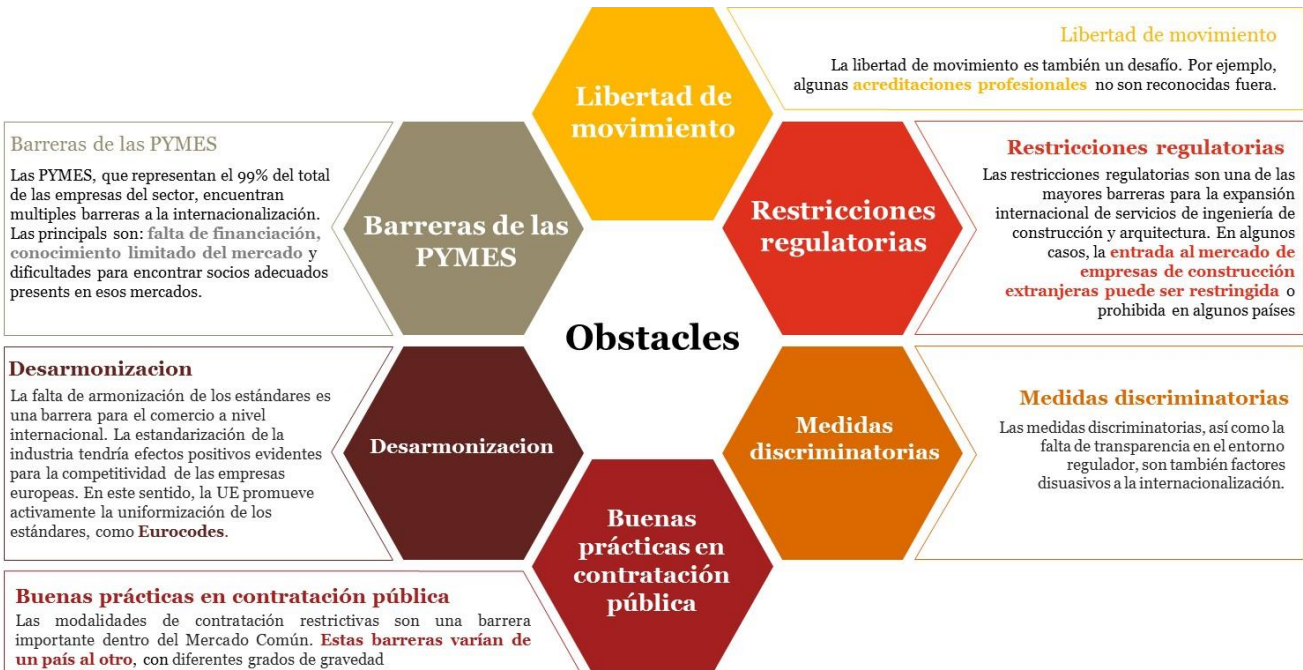 Libertad de movimiento
La libertad de movimiento es también un desafío. Por ejemplo,
algunas acreditaciones profesionales no son reconocidas fuera.
Libertad de
movimiento
Barreras de las PYMES
Las PYMES, que representan el 99% del total
de las empresas del sector, encuentran
multiples barreras a la internacionalización.
Las principals son: falta de financiación,
conocimiento limitado del mercado y
dificultades para encontrar socios adecuados
presents en esos mercados.
Barreras de las
PYMES
Restricciones
regulatorias
Restricciones regulatorias
Las restricciones regulatorias son una de las
mayores barreras para la expansión
internacional de servicios de ingeniería de
construcción y arquitectura. En algunos
casos, la entrada al mercado de
empresas de construcción
extranjeras puede ser restringida o
prohibida en algunos países
Obstacles
Desarmonizacion
La falta de armonización de los estándares es
una barrera para el comercio a nivel
internacional. La estandarización de la
industria tendría efectos positivos evidentes
para la competitividad de las empresas
europeas. En este sentido, la UE promueve
activamente la uniformización de los
estándares, como Eurocodes.
Desarmonizacion
Medidas
discriminatorias
Medidas discriminatorias
Las medidas discriminatorias, así como la
falta de transparencia en el entorno
regulador, son también factores
disuasivos a la internacionalización.
Buenas
prácticas en
contratación
pública
Buenas prácticas en contratación pública
Las modalidades de contratación restrictivas son una barrera
importante dentro del Mercado Común. Estas barreras varían de
un país al otro, con diferentes grados de gravedad